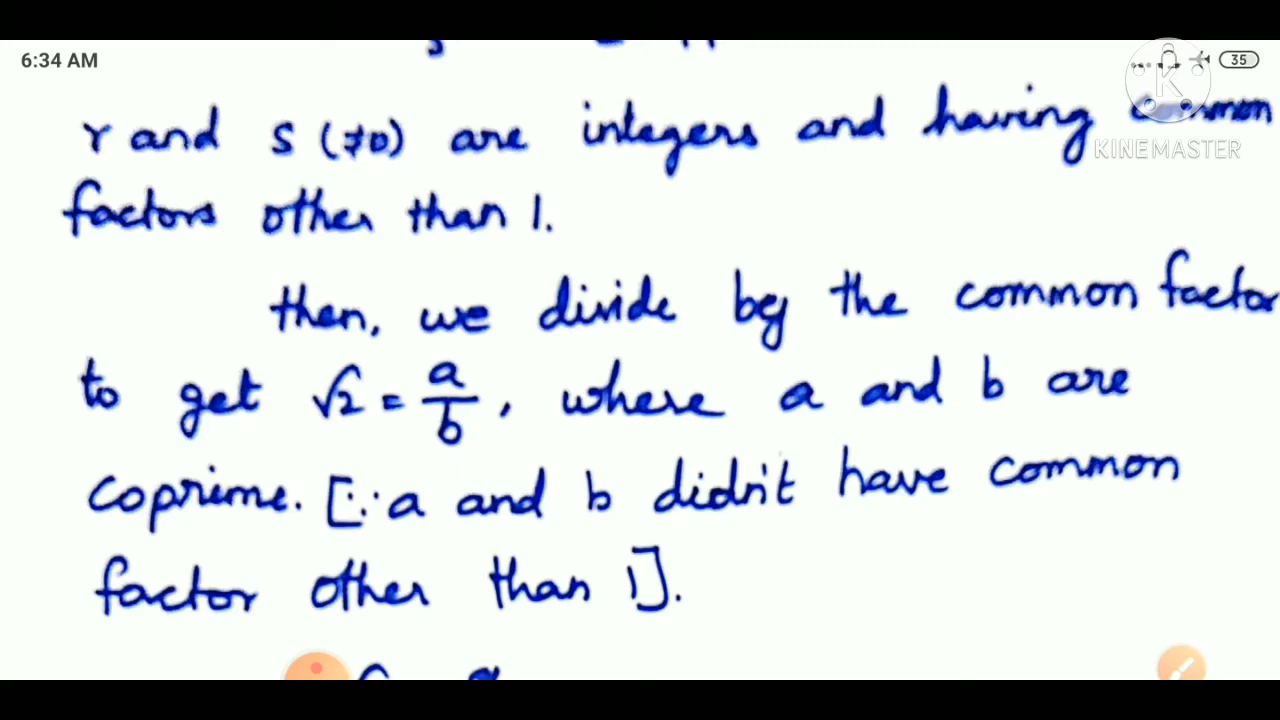 6:34 AM
35
K
KINEMASTER
r and s (≠0) are integers and having common
factors other than 1.
then, we divide by the common factor
to get √2 = a/b, where a and b are
coprime. [∵ a and b didn't have common
factor other than 1].